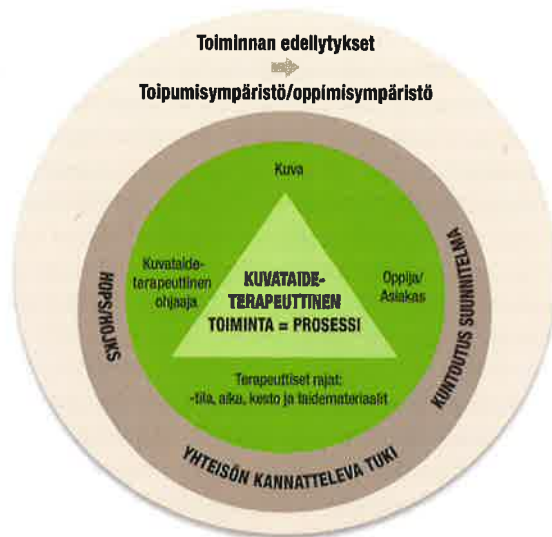 Toiminnan edellytykset
Toipumisympäristö/oppimisympäristö
Kuva
Kuvataide-
terapeuttinen
ohjaaja
KUVATAIDE-
TERAPEUTTINEN
TOIMINTA = PROSESSI
Oppija/
Asiakas
Terapeuttiset rajat:
-tila, aika, kesto ja taidemateriaalit
HOPS/HOJKS
YHTEISÖN KANNATTELEVA TUKI
KUNTOUTUS SUUNNITELMA